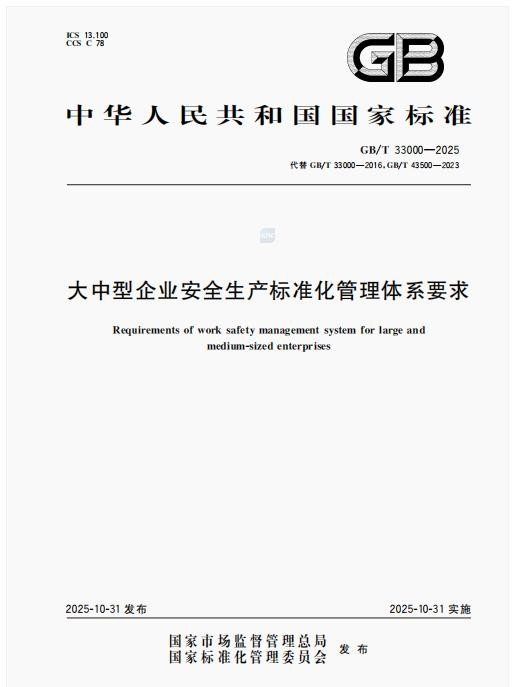 ICS 13.100
CCS C 78
GB
中华人民共和国国家标准
GB/T 33000—2025
代替 GB/T 33000—2016,GB/T 43500—2023
大中型企业安全生产标准化管理体系要求
Requirements of work safety management system for large and
medium-sized enterprises
2025-10-31 发布
2025-10-31 实施
国家市场监督管理总局
国家标准化管理委员会
发布